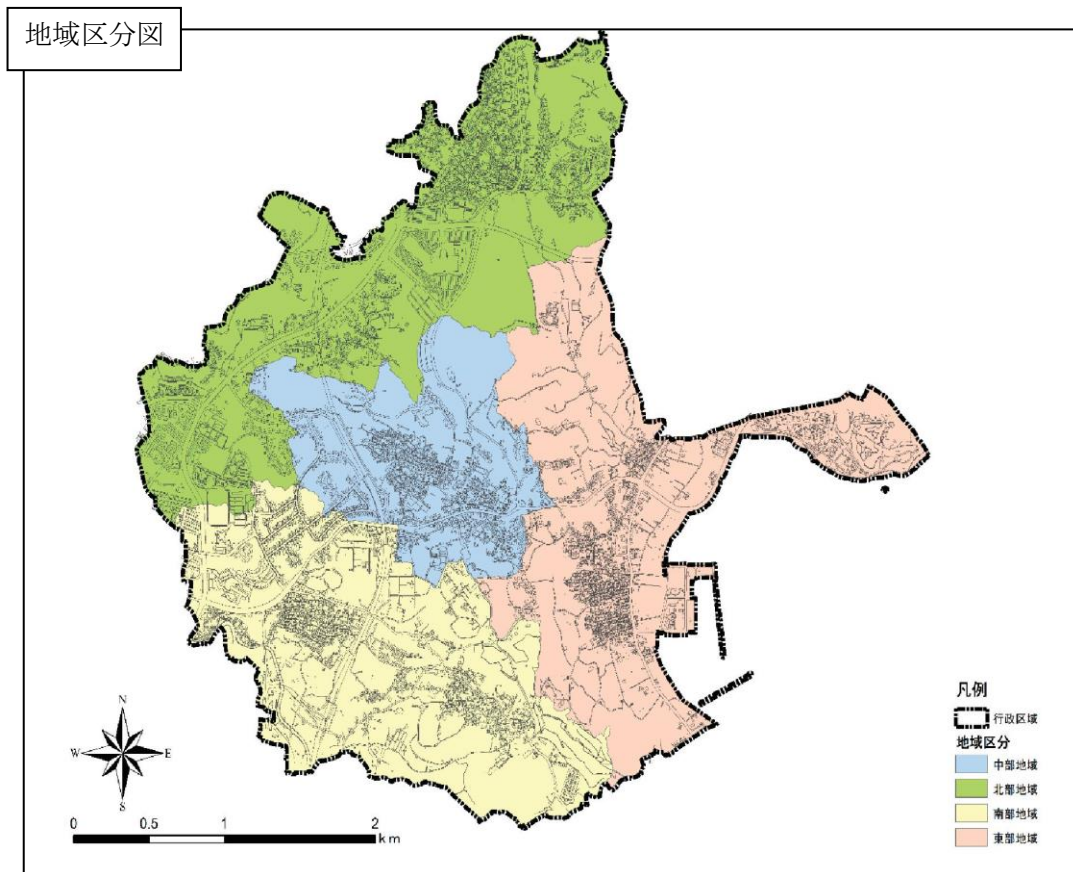 地域区分図
N
W
E
S
0 0.5 1 2
km
凡例
行政区域
地域区分
中部地域
北部地域
南部地域
東部地域